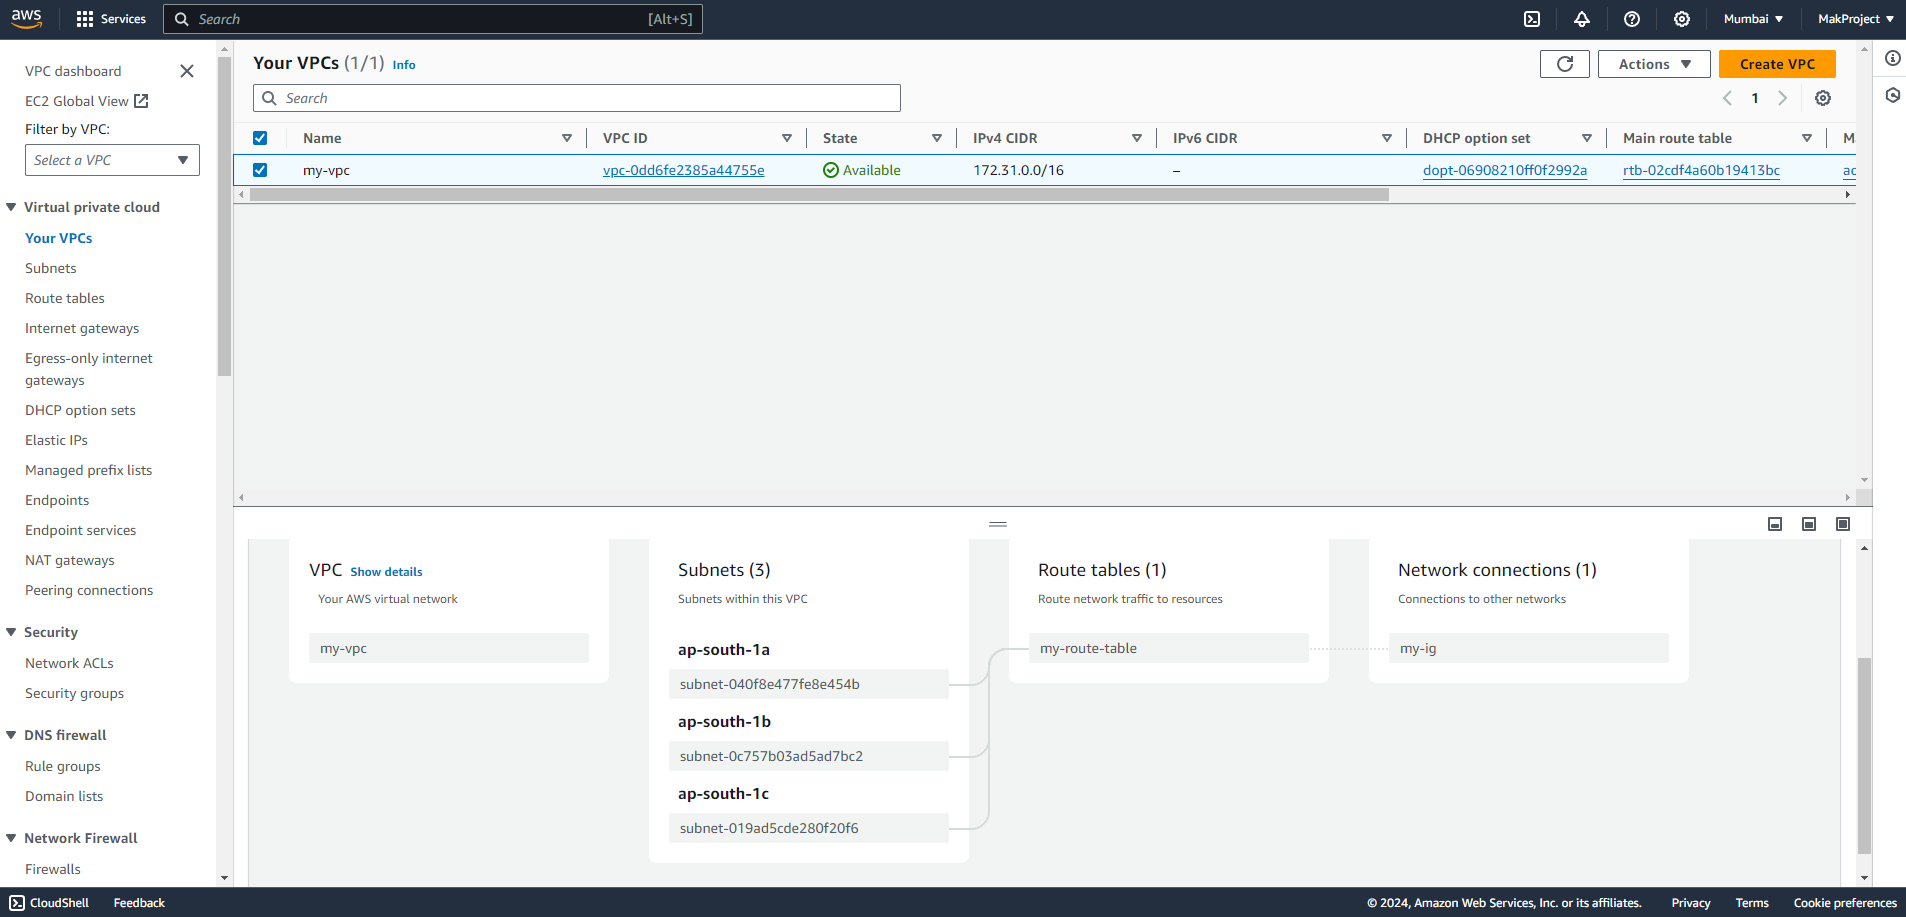 aws
Services
Search
[Alt+S]
Mumbai
MakProject
VPC dashboard
EC2 Global View
Filter by VPC:
Select a VPC
Virtual private cloud
Your VPCs
Subnets
Route tables
Internet gateways
Egress-only internet
gateways
DHCP option sets
Elastic IPs
Managed prefix lists
Endpoints
Endpoint services
NAT gateways
Peering connections
Security
Network ACLs
Security groups
DNS firewall
Rule groups
Domain lists
Network Firewall
Firewalls
Your VPCs (1/1) Info
Actions
Create VPC
Search
1
Name VPC ID State IPv4 CIDR IPv6 CIDR DHCP option set Main route table
my-vpc vpc-0dd6fe2385a44755e Available 172.31.0.0/16 – dopt-06908210ff0f2992a rtb-02cdf4a60b19413bc ac
VPC Show details
Your AWS virtual network
my-vpc
Subnets (3)
Subnets within this VPC
ap-south-1a
subnet-040f8e477fe8e454b
ap-south-1b
subnet-0c757b03ad5ad7bc2
ap-south-1c
subnet-019ad5cde280f20f6
Route tables (1)
Route network traffic to resources
my-route-table
Network connections (1)
Connections to other networks
my-ig
CloudShell
Feedback
© 2024, Amazon Web Services, Inc. or its affiliates.
Privacy
Terms
Cookie preferences